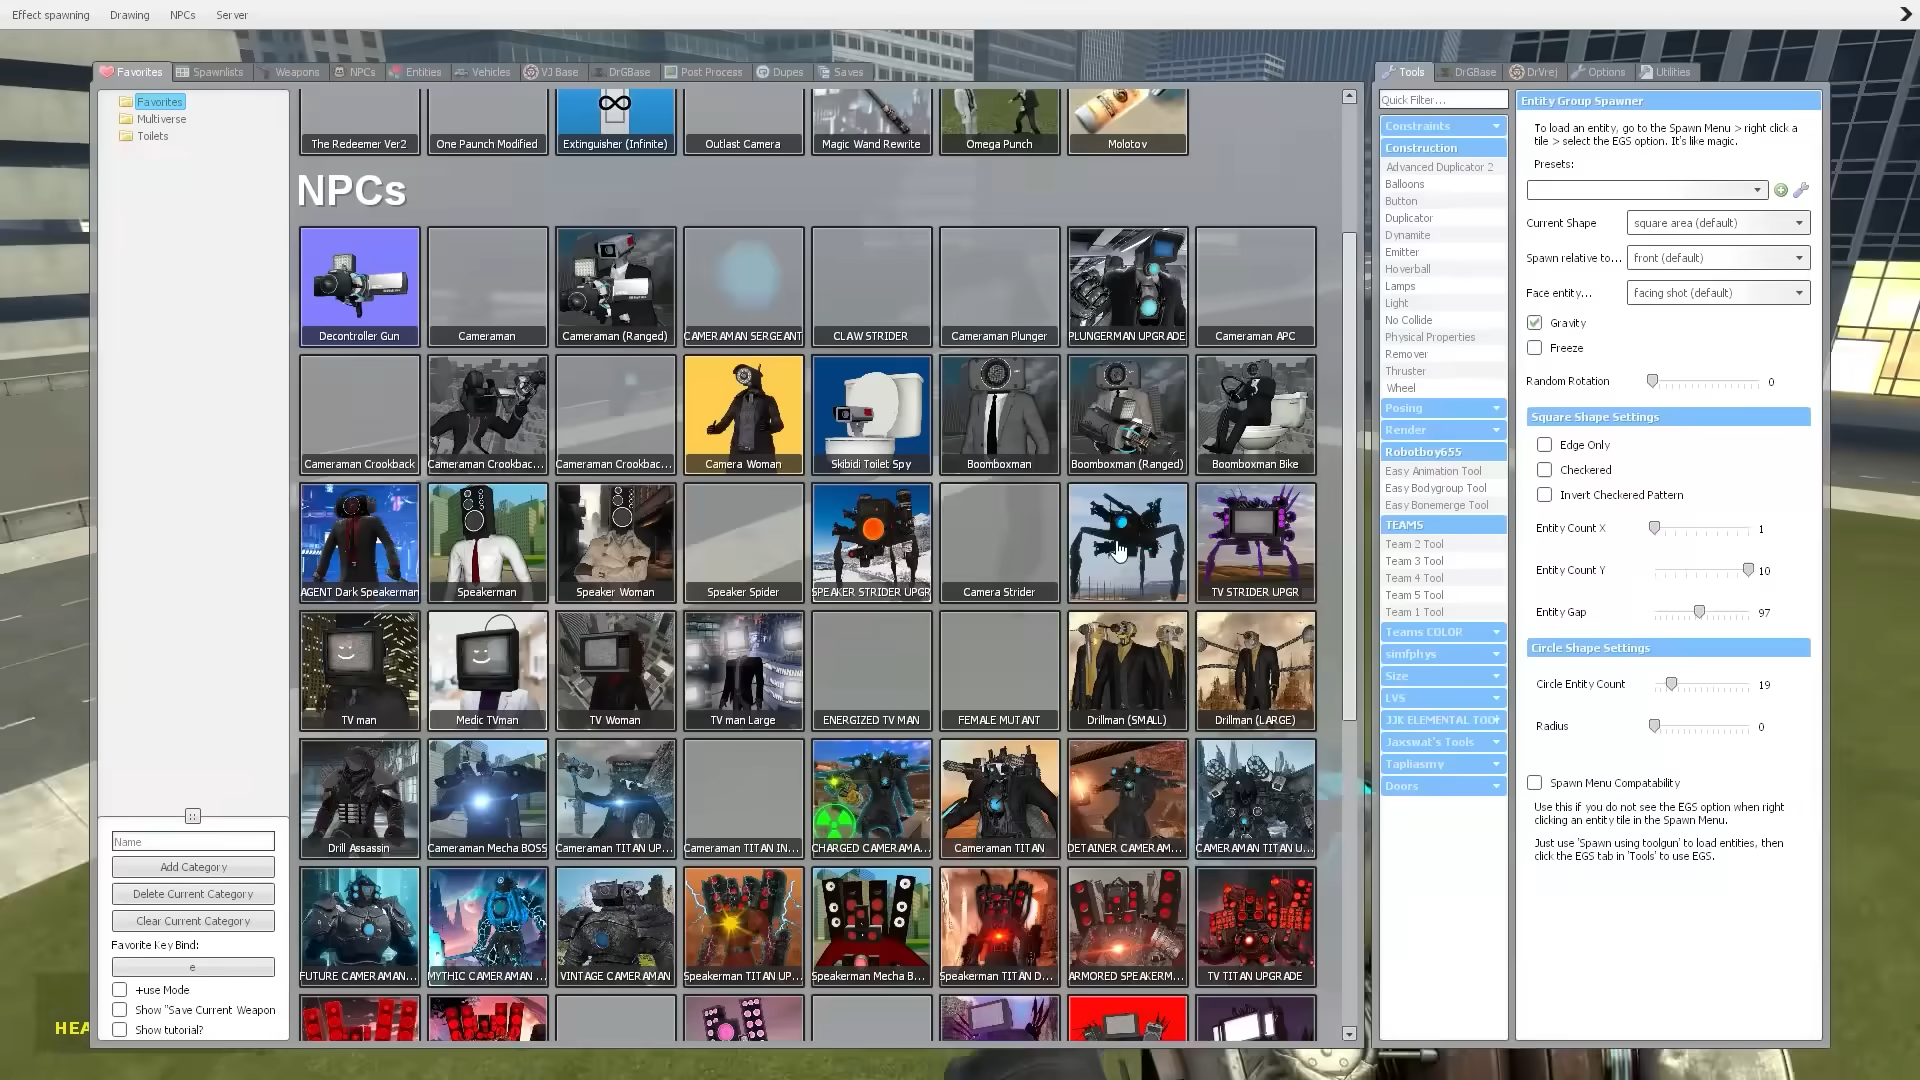 Effect spawning Drawing NPCs Server
Favorites Spawnlists Weapons NPCs Entities Vehicles VJ Base DrGBase Post Process Dupes Saves
Favorites
Multiverse
Toilets
The Redeemer Ver2 One Paunch Modified Extinguisher (Infinite) Outlast Camera Magic Wand Rewrite Omega Punch Molotov
NPCs
Decontroller Gun Cameraman Cameraman (Ranged) CAMERAMAN SERGEANT CLAW STRIDER Cameraman Plunger PLUNGERMAN UPGRADE Cameraman APC
Cameraman Crookback Cameraman Crookbac... Cameraman Crookbac... Camera Woman Skibidi Toilet Spy Boomboxman Boomboxman (Ranged) Boomboxman Bike
AGENT Dark Speakerman Speakerman Speaker Woman Speaker Spider SPEAKER STRIDER UPGR Camera Strider TV STRIDER UPGR
TV man Medic TVman TV Woman TV man Large ENERGIZED TV MAN FEMALE MUTANT Drillman (SMALL) Drillman (LARGE)
Drill Assassin Cameraman Mecha BOSS Cameraman TITAN UP... Cameraman TITAN IN... CHARGED CAMERAMA... Cameraman TITAN DETAINER CAMERAM... CAMERAMAN TITAN U...
FUTURE CAMERAMAN... MYTHIC CAMERAMAN ... VINTAGE CAMERAMAN Speakerman TITAN UP... Speakerman Mecha B... Speakerman TITAN D... ARMORED SPEAKERM... TV TITAN UPGRADE
Name
Add Category
Delete Current Category
Clear Current Category
Favorite Key Bind:
e
+use Mode
Show "Save Current Weapon
Show tutorial?
HEA
Tools DrGBase DrVrej Options Utilities
Quick Filter...
Constraints
Construction
Advanced Duplicator 2
Balloons
Button
Duplicator
Dynamite
Emitter
Hoverball
Lamps
Light
No Collide
Physical Properties
Remover
Thruster
Wheel
Posing
Render
Robotboy655
Easy Animation Tool
Easy Bodygroup Tool
Easy Bonemerge Tool
TEAMS
Team 2 Tool
Team 3 Tool
Team 4 Tool
Team 5 Tool
Team 1 Tool
Teams COLOR
simfphys
Size
LVS
JJK ELEMENTAL TOO
Jaxswat's Tools
Tapliasmy
Doors
Entity Group Spawner
To load an entity, go to the Spawn Menu > right click a
tile > select the EGS option. It's like magic.
Presets:
Current Shape square area (default)
Spawn relative to... front (default)
Face entity... facing shot (default)
Gravity
Freeze
Random Rotation 0
Square Shape Settings
Edge Only
Checkered
Invert Checkered Pattern
Entity Count X 1
Entity Count Y 10
Entity Gap 97
Circle Shape Settings
Circle Entity Count 19
Radius 0
Spawn Menu Compatability
Use this if you do not see the EGS option when right
clicking an entity tile in the Spawn Menu.
Just use 'Spawn using toolgun' to load entities, then
click the EGS tab in 'Tools' to use EGS.